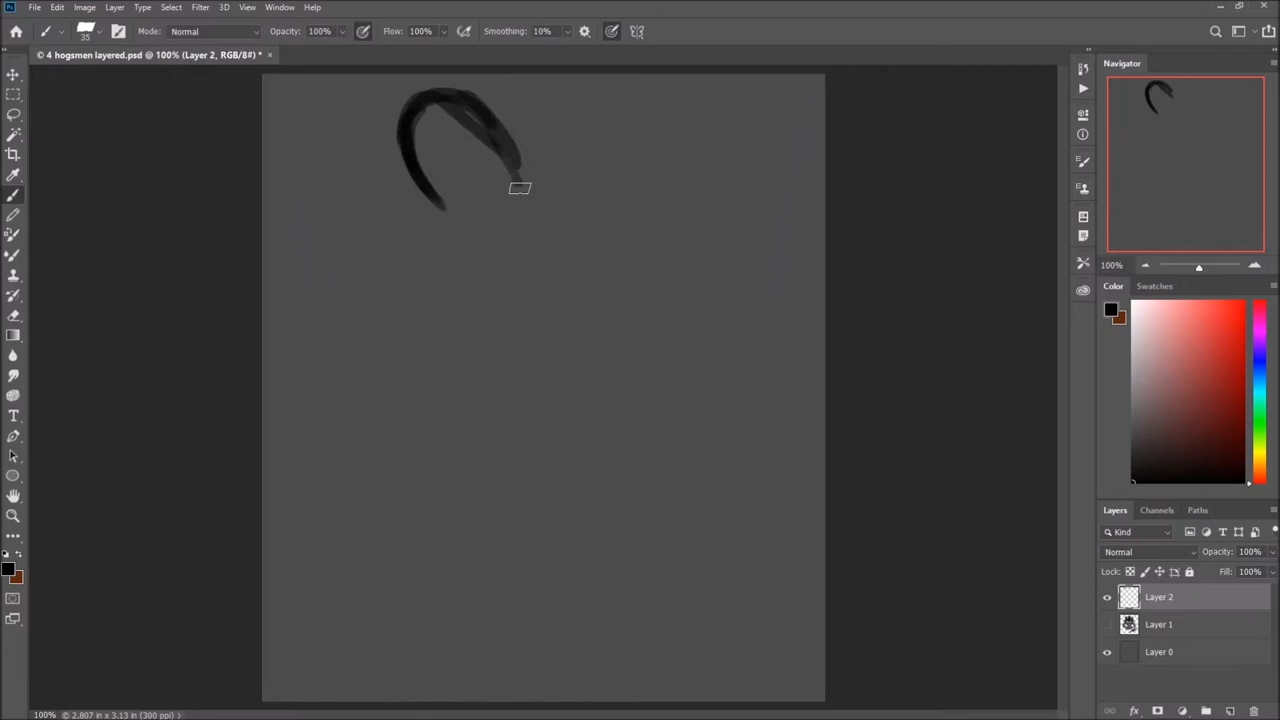 Ps File Edit Image Layer Type Select Filter 3D View Window Help
35 Mode: Normal Opacity: 100% Flow: 100% Smoothing: 10%
© 4 hogsmen layered.psd @ 100% (Layer 2, RGB/8#) * ×
Navigator
100%
Color Swatches
Layers Channels Paths
Kind
Normal Opacity: 100%
Lock: Fill: 100%
Layer 2
Layer 1
Layer 0
fx
100% © 2.807 in x 3.13 in (300 ppi)